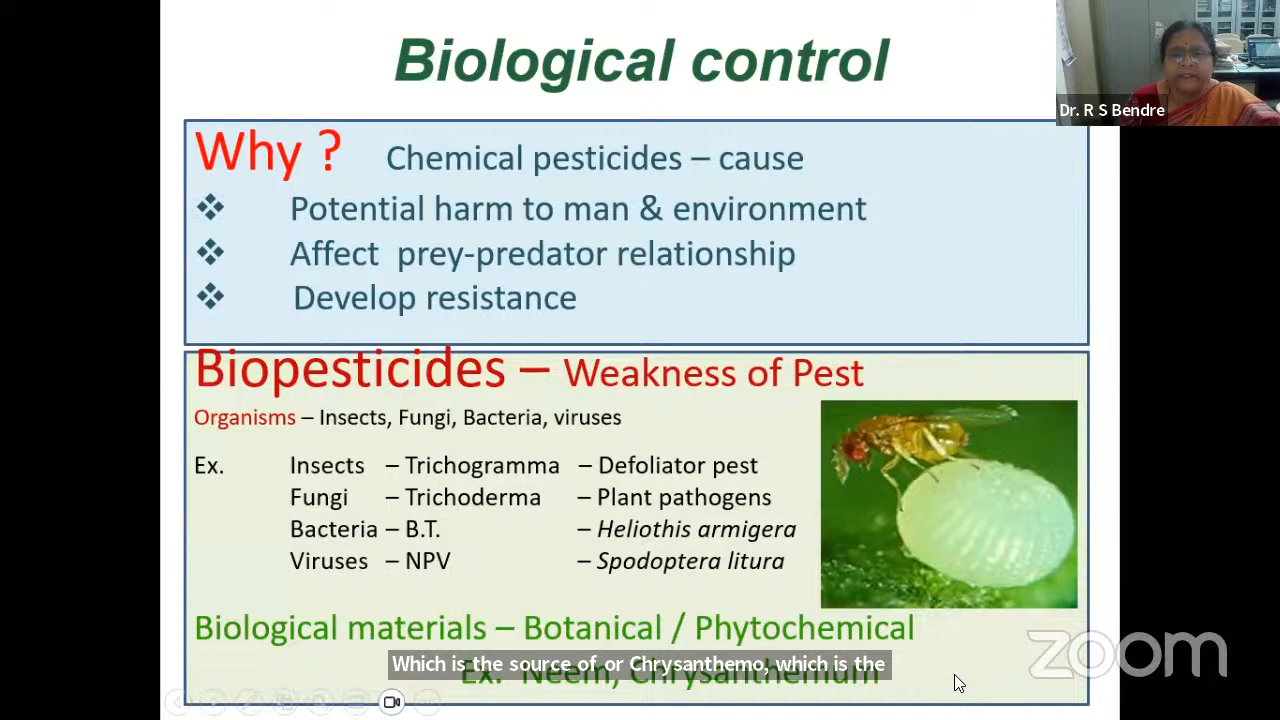 Biological control
Dr. R S Bendre
Why ? Chemical pesticides – cause
❖ Potential harm to man & environment
❖ Affect prey-predator relationship
❖ Develop resistance
Biopesticides – Weakness of Pest
Organisms – Insects, Fungi, Bacteria, viruses
Ex. Insects – Trichogramma – Defoliator pest
Fungi – Trichoderma – Plant pathogens
Bacteria – B.T. – Heliothis armigera
Viruses – NPV – Spodoptera litura
Biological materials – Botanical / Phytochemical
Which is the source of or Chrysanthemo, which is the
Ex. Neem, Chrysanthemum
zoom